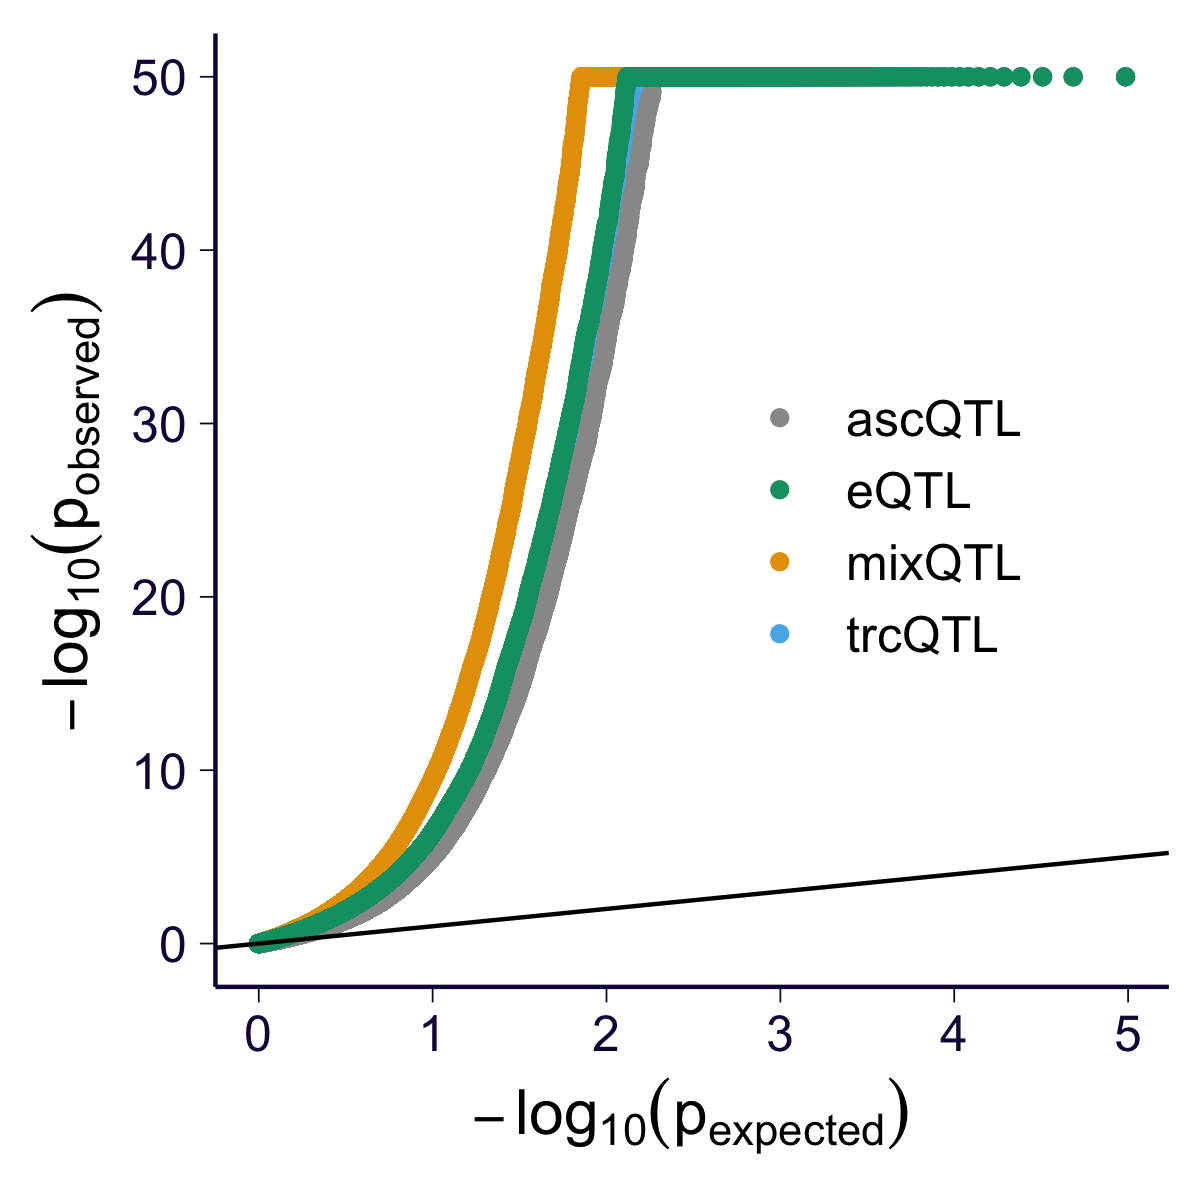 50
40
30
20
10
0
−log10(pobserved)
ascQTL
eQTL
mixQTL
trcQTL
0 1 2 3 4 5
−log10(pexpected)